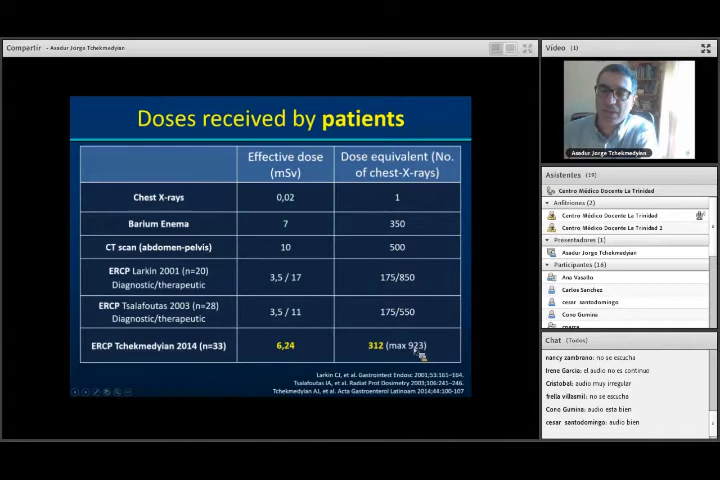 Compartir - Asadur Jorge Tchekmedyian
Doses received by patients
Effective dose (mSv)
Dose equivalent (No. of chest-X-rays)
Chest X-rays 0,02 1
Barium Enema 7 350
CT scan (abdomen-pelvis) 10 500
ERCP Larkin 2001 (n=20)
Diagnostic/therapeutic 3,5 / 17 175/850
ERCP Tsalafoutas 2003 (n=28)
Diagnostic/therapeutic 3,5 / 11 175/550
ERCP Tchekmedyian 2014 (n=33) 6,24 312 (max 923)
Larkin CJ, et al. Gastrointest Endosc 2001;53:161-164.
Tsalafoutas IA, et al. Radiat Prot Dosimetry 2003;106:241-246.
Tchekmedyian AJ, et al. Acta Gastroenterol Latinoam 2014;44:100-107
Video (1)
Asadur Jorge Tchekmedyian
Asistentes (19)
Centro Médico Docente La Trinidad
Anfitriones (2)
Centro Médico Docente La Trinidad
Centro Médico Docente La Trinidad 2
Presentadores (1)
Asadur Jorge Tchekmedyian
Participantes (16)
Ana Vasallo
Carlos Sanchez
cesar santodomingo
Cono Gumina
Chat (Todos)
nancy zambrano: no se escucha
Irene Garcia: el audio no es continuo
Cristobal: audio muy irregular
frella villasmil: no se escucha
Cono Gumina: audio esta bien
cesar santodomingo: audio bien